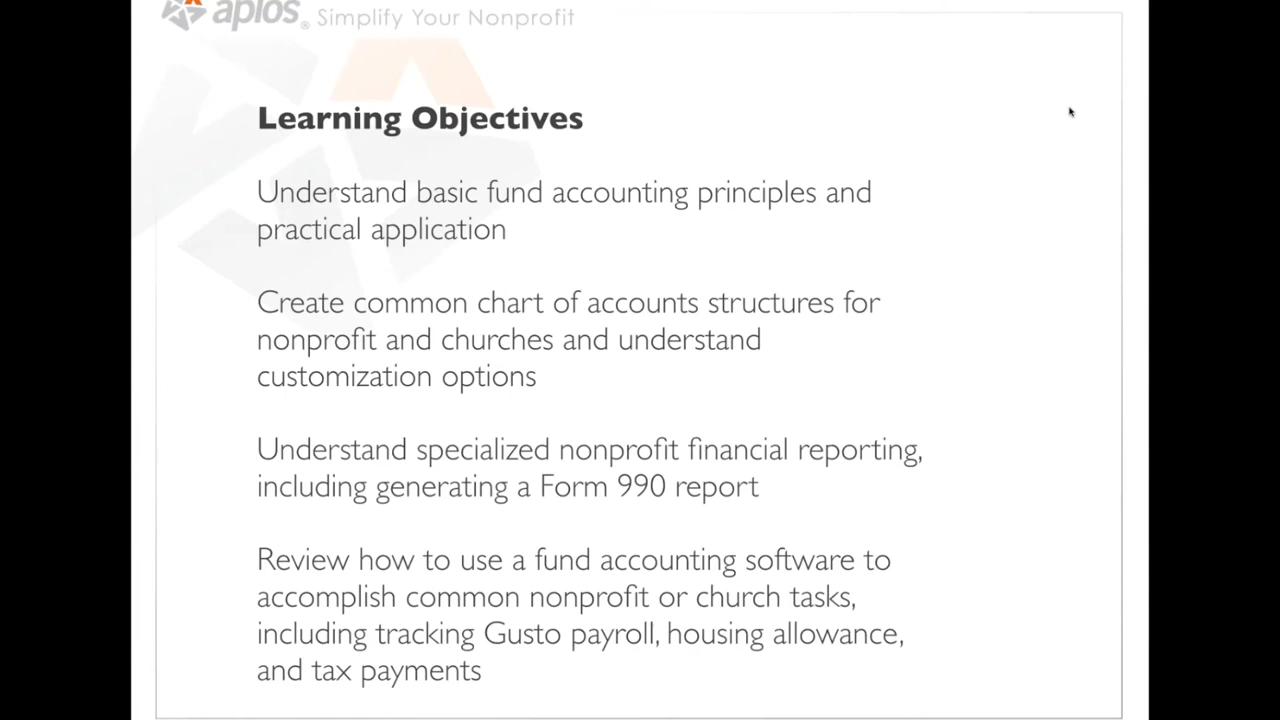 aplos® Simplify Your Nonprofit
Learning Objectives
Understand basic fund accounting principles and
practical application
Create common chart of accounts structures for
nonprofit and churches and understand
customization options
Understand specialized nonprofit financial reporting,
including generating a Form 990 report
Review how to use a fund accounting software to
accomplish common nonprofit or church tasks,
including tracking Gusto payroll, housing allowance,
and tax payments